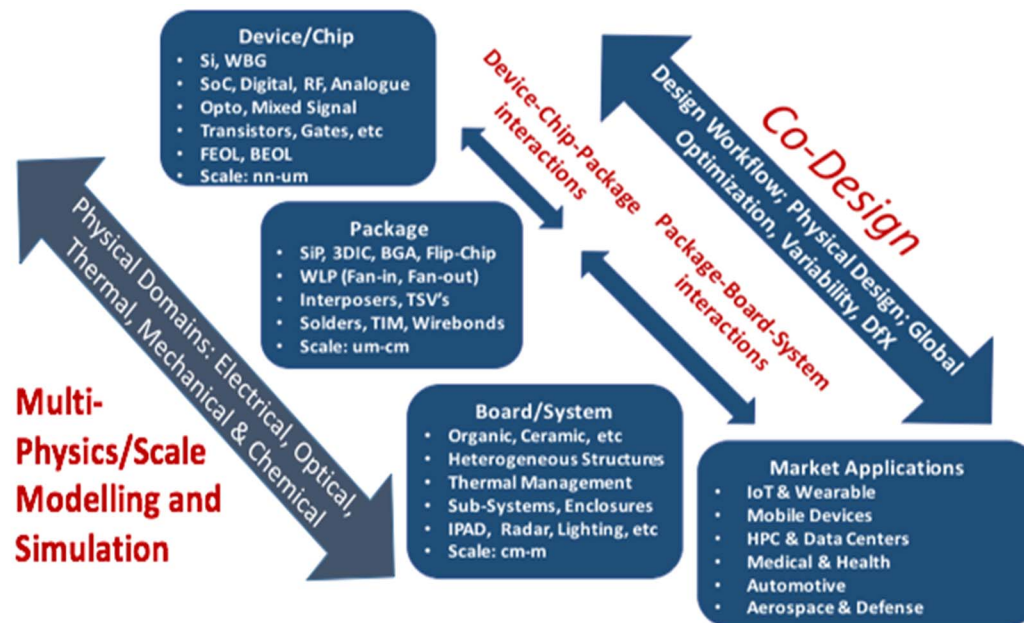 Device/Chip
• Si, WBG
• SoC, Digital, RF, Analogue
• Opto, Mixed Signal
• Transistors, Gates, etc
• FEOL, BEOL
• Scale: nn-um
Package
• SiP, 3DIC, BGA, Flip-Chip
• WLP (Fan-in, Fan-out)
• Interposers, TSV's
• Solders, TIM, Wirebonds
• Scale: um-cm
Board/System
• Organic, Ceramic, etc
• Heterogeneous Structures
• Thermal Management
• Sub-Systems, Enclosures
• IPAD, Radar, Lighting, etc
• Scale: cm-m
Market Applications
• IoT & Wearable
• Mobile Devices
• HPC & Data Centers
• Medical & Health
• Automotive
• Aerospace & Defense
Device-Chip-Package
interactions
Package-Board-System
interactions
Co-Design
Design Workflow; Physical Design; Global
Optimization, Variability, DfX
Physical Domains: Electrical, Optical,
Thermal, Mechanical & Chemical
Multi-
Physics/Scale
Modelling and
Simulation